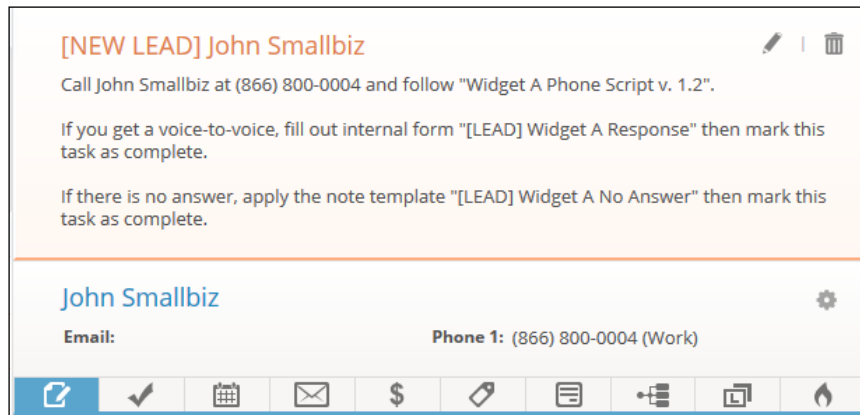 [NEW LEAD] John Smallbiz
Call John Smallbiz at (866) 800-0004 and follow "Widget A Phone Script v. 1.2".
If you get a voice-to-voice, fill out internal form "[LEAD] Widget A Response" then mark this
task as complete.
If there is no answer, apply the note template "[LEAD] Widget A No Answer" then mark this
task as complete.
John Smallbiz
Email: Phone 1: (866) 800-0004 (Work)